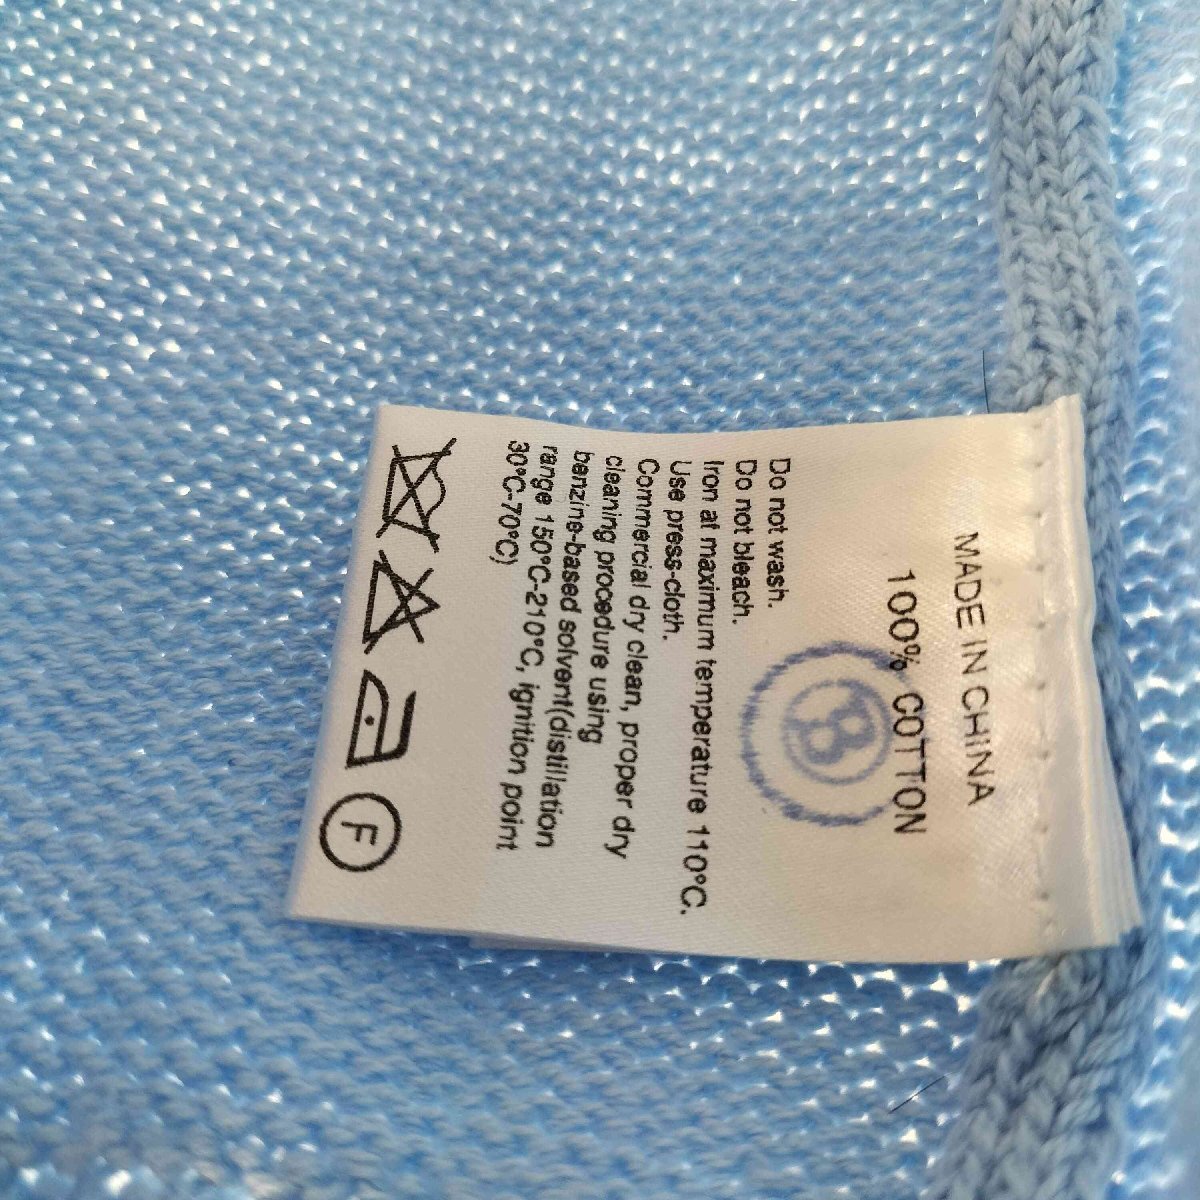 MADE IN CHINA
100% COTTON
B
Do not wash.
Do not bleach.
Iron at maximum temperature 110°C.
Use press-cloth.
Commercial dry clean, proper dry
cleaning procedure using
benzine-based solvent(distillation
range 150°C-210°C, ignition point
30°C-70°C)
F